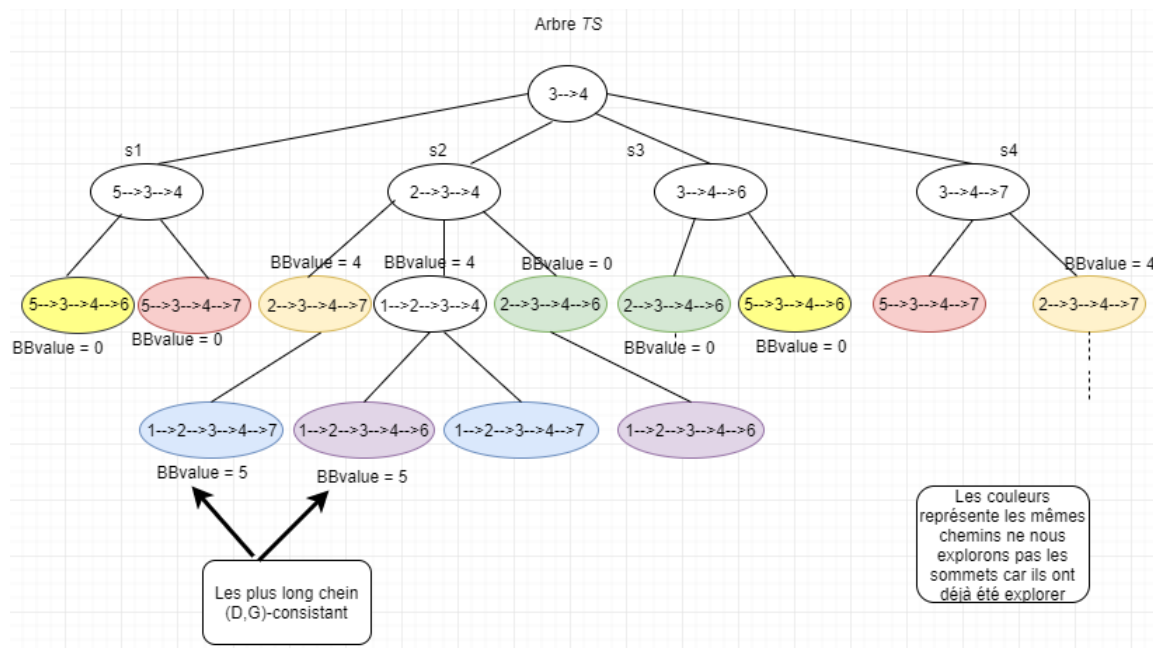 Arbre TS
3-->4
s1
s2
s3
s4
5-->3-->4
2-->3-->4
3-->4-->6
3-->4-->7
BBvalue = 4
BBvalue = 4
BBvalue = 0
BBvalue = 4
5-->3-->4-->6
5-->3-->4-->7
2-->3-->4-->7
1-->2-->3-->4
2-->3-->4-->6
2-->3-->4-->6
5-->3-->4-->6
5-->3-->4-->7
2-->3-->4-->7
BBvalue = 0
BBvalue = 0
BBvalue = 0
BBvalue = 0
1-->2-->3-->4-->7
1-->2-->3-->4-->6
1-->2-->3-->4-->7
1-->2-->3-->4-->6
BBvalue = 5
BBvalue = 5
Les plus long chein
(D,G)-consistant
Les couleurs
représente les mêmes
chemins ne nous
explorons pas les
sommets car ils ont
déjà été explorer